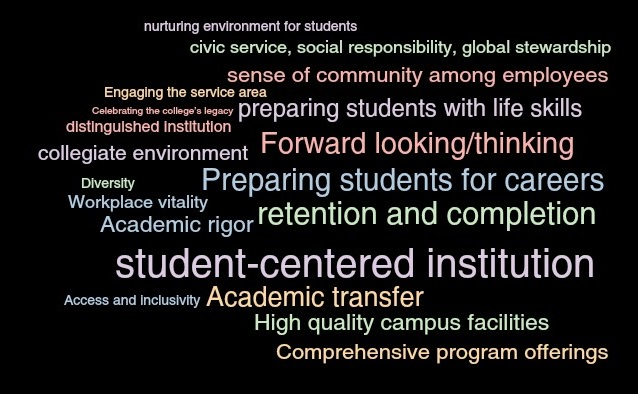 nurturing environment for students
civic service, social responsibility, global stewardship
sense of community among employees
Engaging the service area
Celebrating the college's legacy
preparing students with life skills
distinguished institution
Forward looking/thinking
collegiate environment
Preparing students for careers
Diversity
Workplace vitality
retention and completion
Academic rigor
student-centered institution
Access and inclusivity
Academic transfer
High quality campus facilities
Comprehensive program offerings